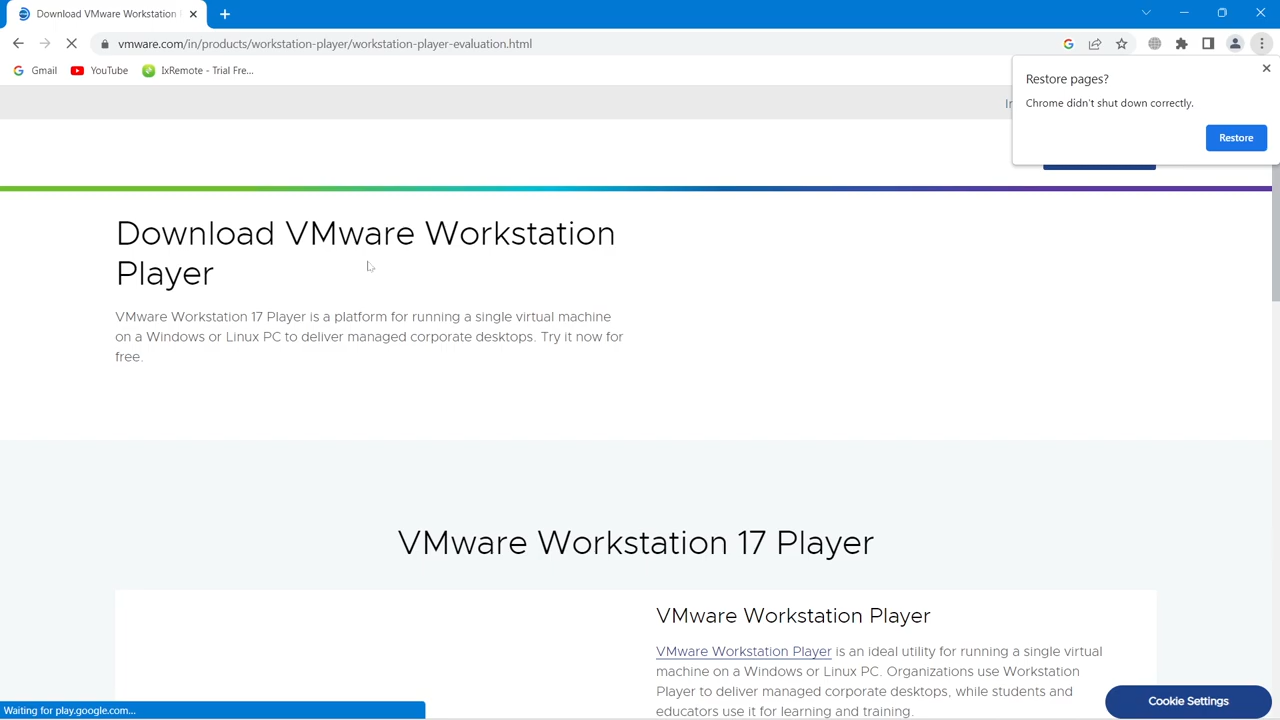 Download VMware Workstation
vmware.com/in/products/workstation-player/workstation-player-evaluation.html
Gmail
YouTube
IxRemote - Trial Fre...
Restore pages?
Chrome didn't shut down correctly.
Restore
Download VMware Workstation
Player
VMware Workstation 17 Player is a platform for running a single virtual machine
on a Windows or Linux PC to deliver managed corporate desktops. Try it now for
free.
VMware Workstation 17 Player
VMware Workstation Player
VMware Workstation Player is an ideal utility for running a single virtual
machine on a Windows or Linux PC. Organizations use Workstation
Player to deliver managed corporate desktops, while students and
educators use it for learning and training.
Cookie Settings
Waiting for play.google.com...